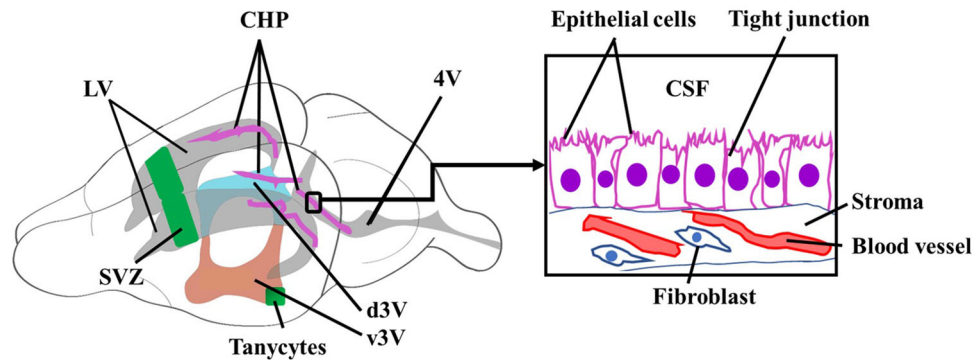 CHP
LV
4V
SVZ
d3V
v3V
Tanycytes
Epithelial cells
Tight junction
CSF
Stroma
Blood vessel
Fibroblast